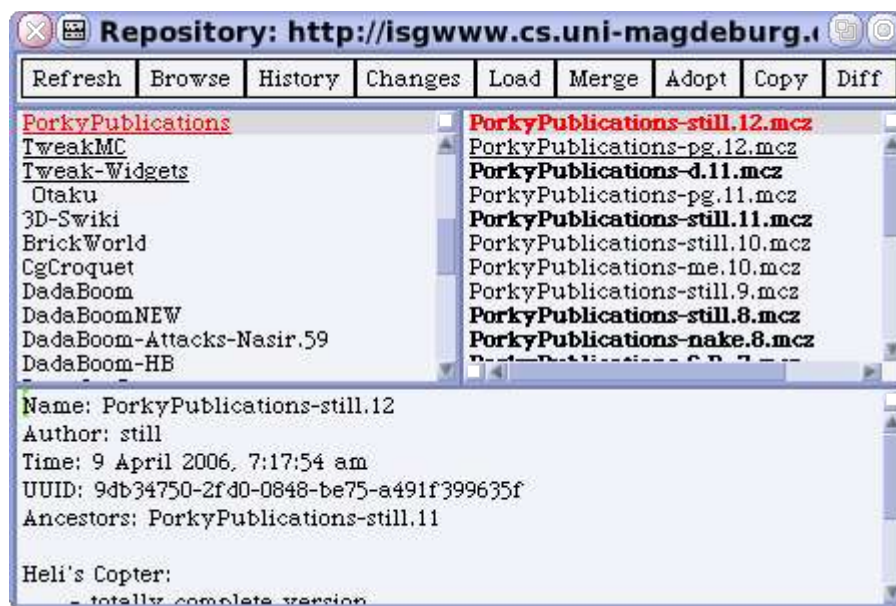 Repository: http://isgwww.cs.uni-magdeburg.
Refresh Browse History Changes Load Merge Adopt Copy Diff
PorkyPublications
TweakMC
Tweak-Widgets
Otaku
3D-Swiki
BrickWorld
CgCroquet
DadaBoom
DadaBoomNEW
DadaBoom-Attacks-Nasir.59
DadaBoom-HB
PorkyPublications-still.12.mcz
PorkyPublications-pg.12.mcz
PorkyPublications-d.11.mcz
PorkyPublications-pg.11.mcz
PorkyPublications-still.11.mcz
PorkyPublications-still.10.mcz
PorkyPublications-me.10.mcz
PorkyPublications-still.9.mcz
PorkyPublications-still.8.mcz
PorkyPublications-nake.8.mcz
Name: PorkyPublications-still.12
Author: still
Time: 9 April 2006, 7:17:54 am
UUID: 9db34750-2fd0-0848-be75-a491f399635f
Ancestors: PorkyPublications-still.11
Heli's Copter:
- totally complete version